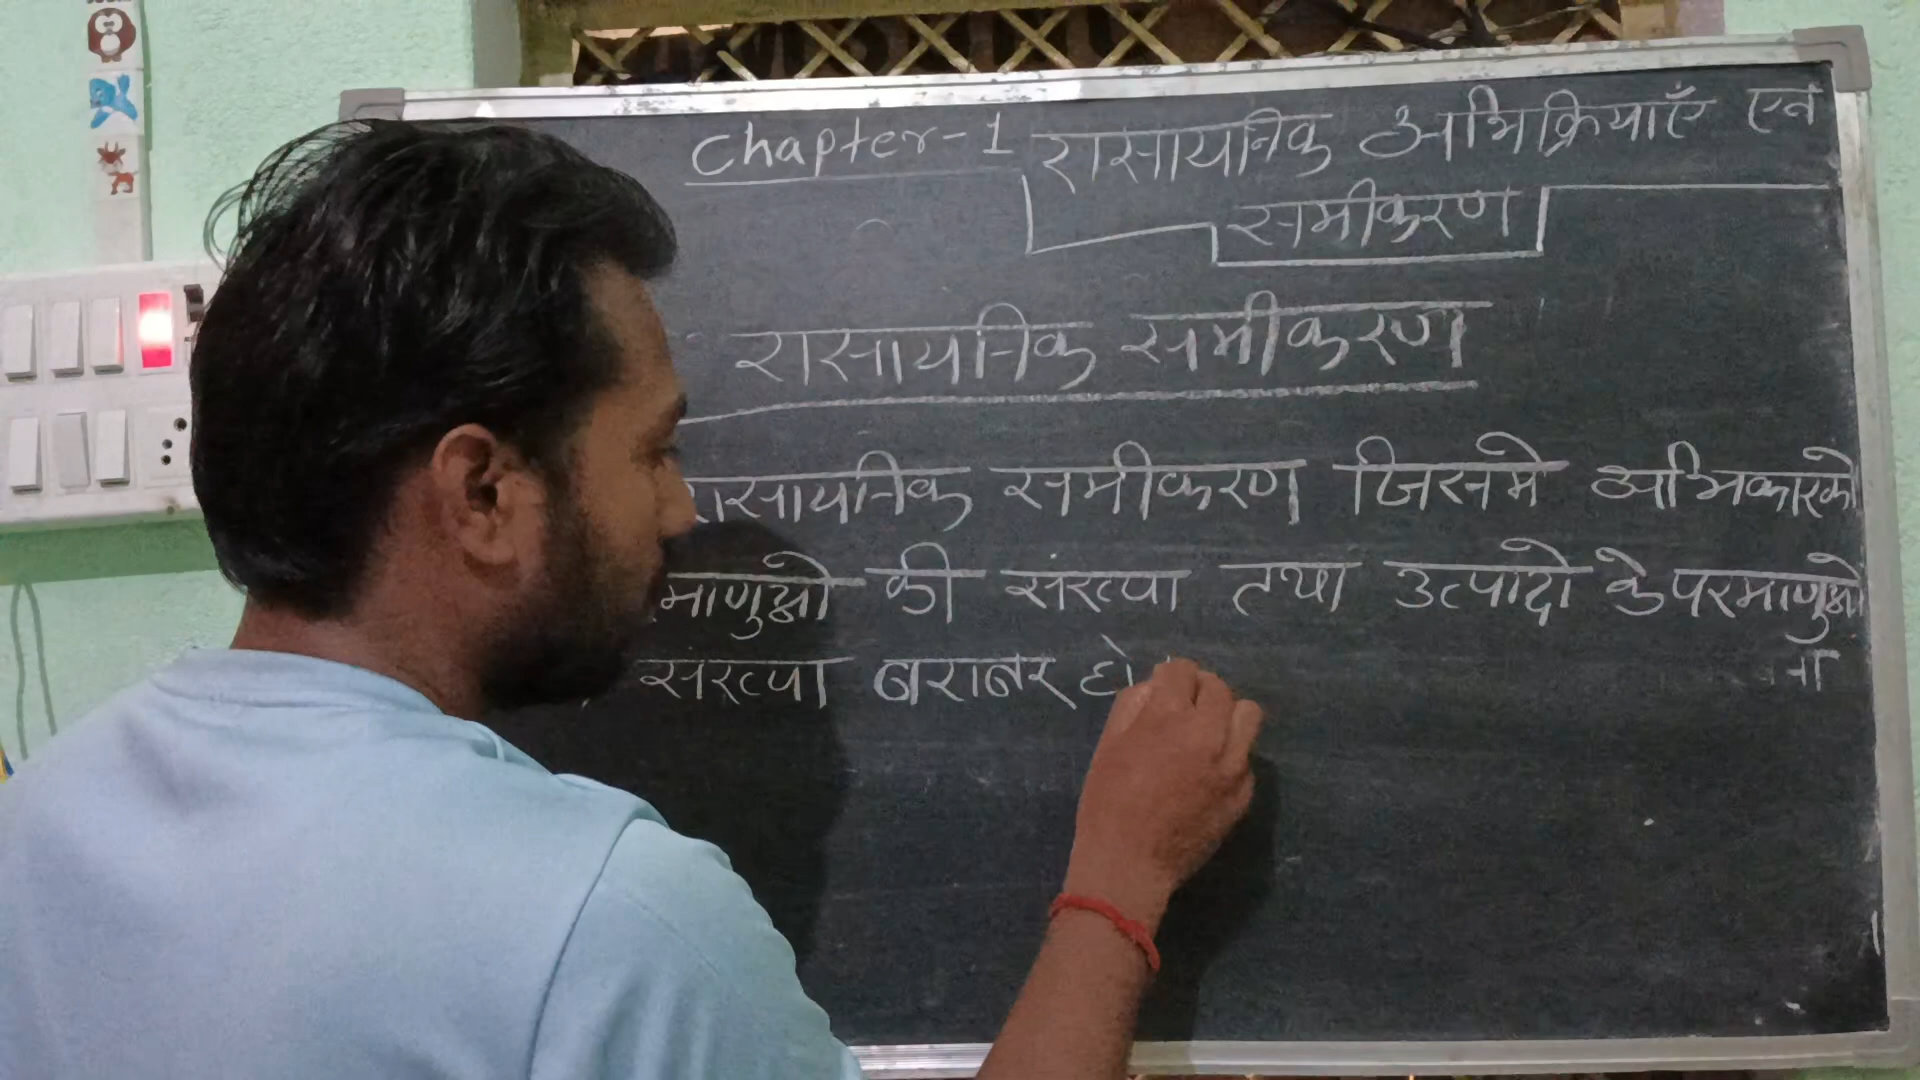 Chapter-1 रासायनिक अभिक्रियाएँ एवं
समीकरण
रासायनिक समीकरण
रासायनिक समीकरण जिसमे अभिकारको
की संख्या तथा उत्पादो के परमाणुओ
संख्या बराबर हो